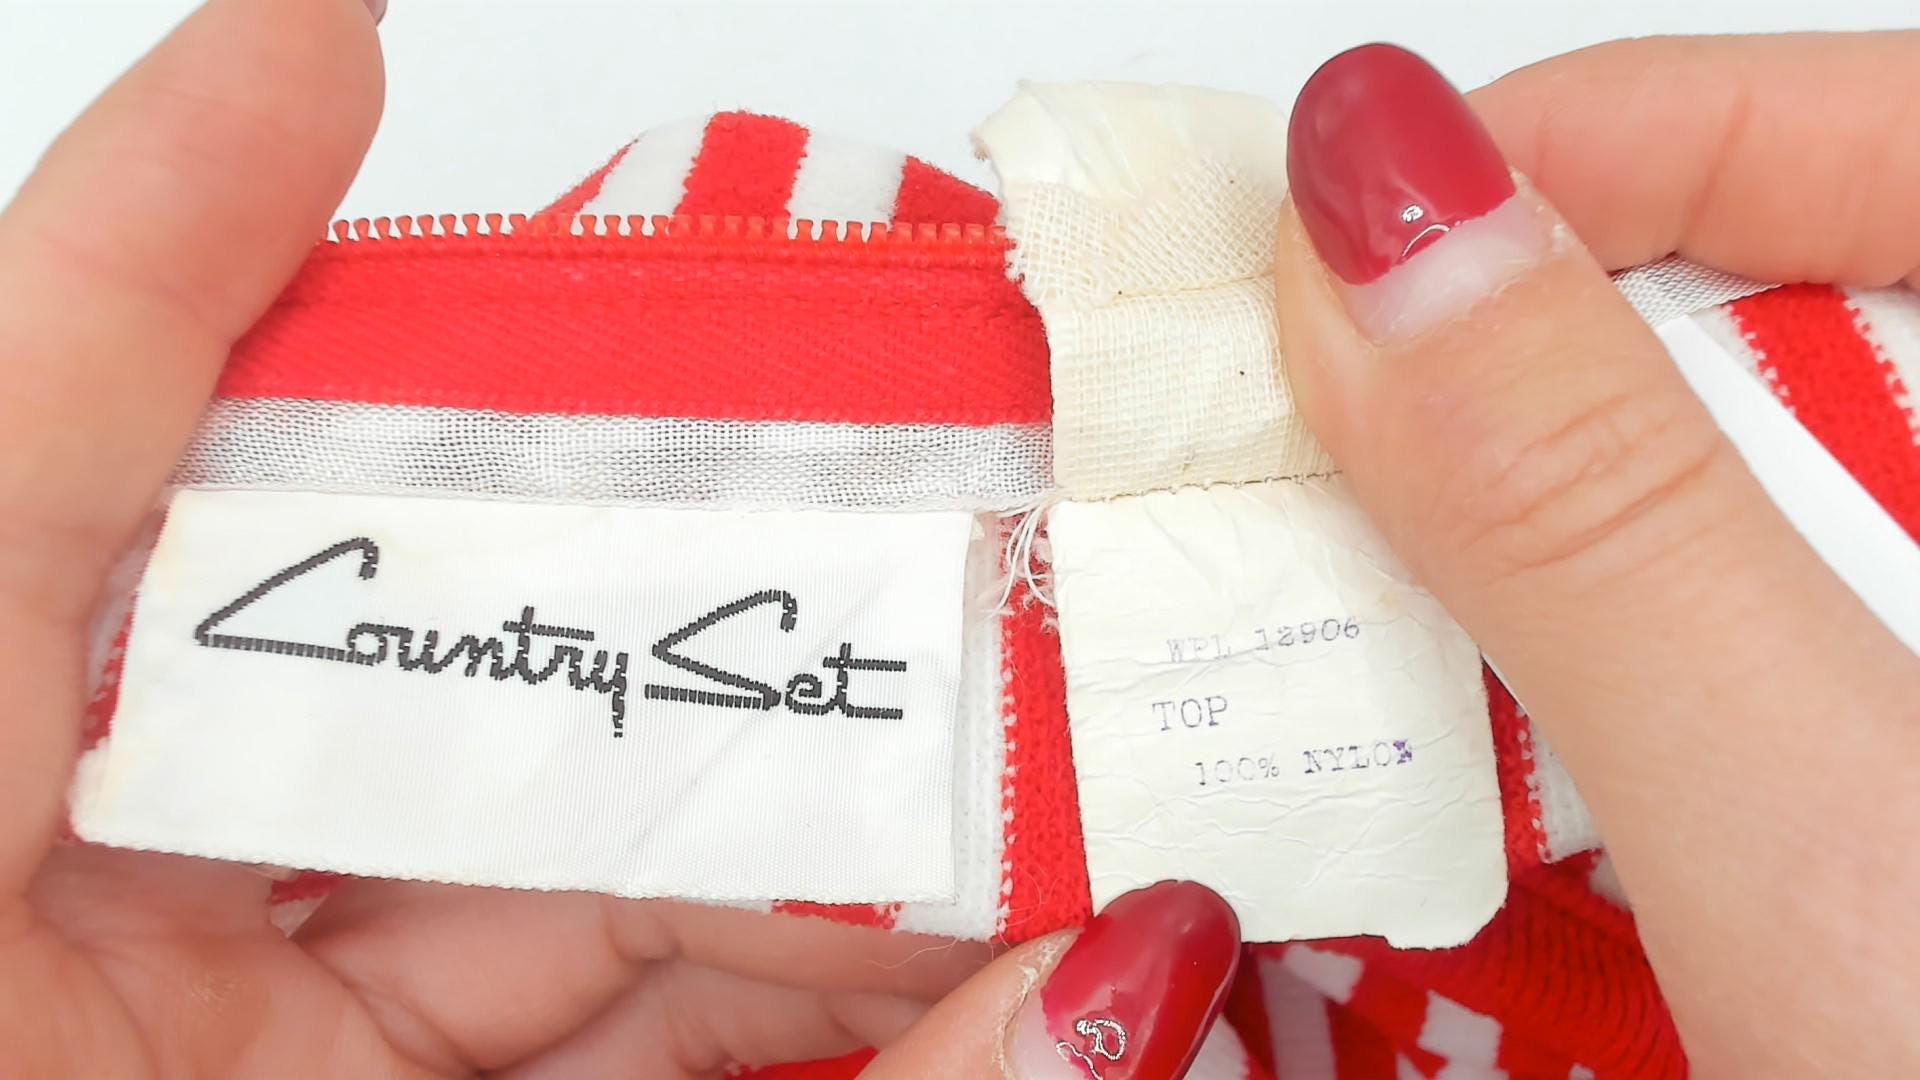 Country Set
WPL 12906
TOP
100% NYLON